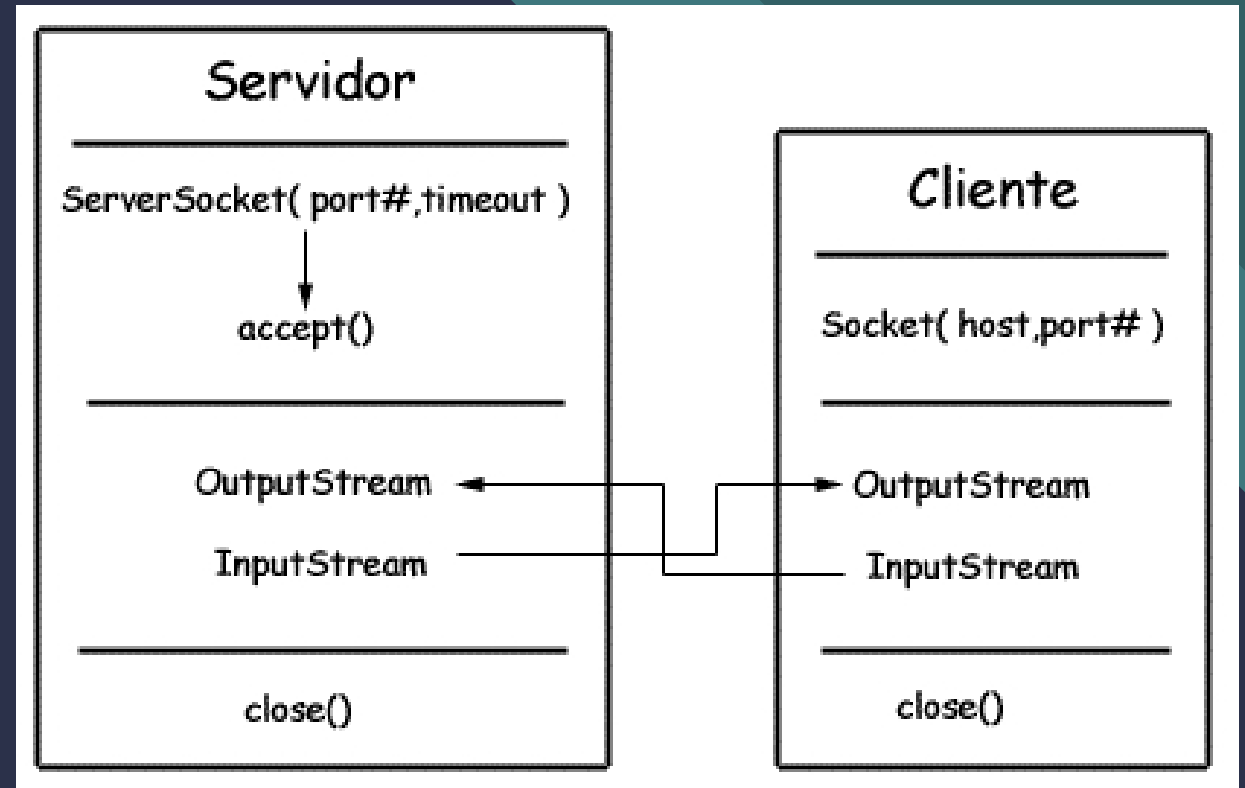 Servidor
ServerSocket( port#,timeout )
accept()
OutputStream
InputStream
close()
Cliente
Socket( host,port# )
OutputStream
InputStream
close()